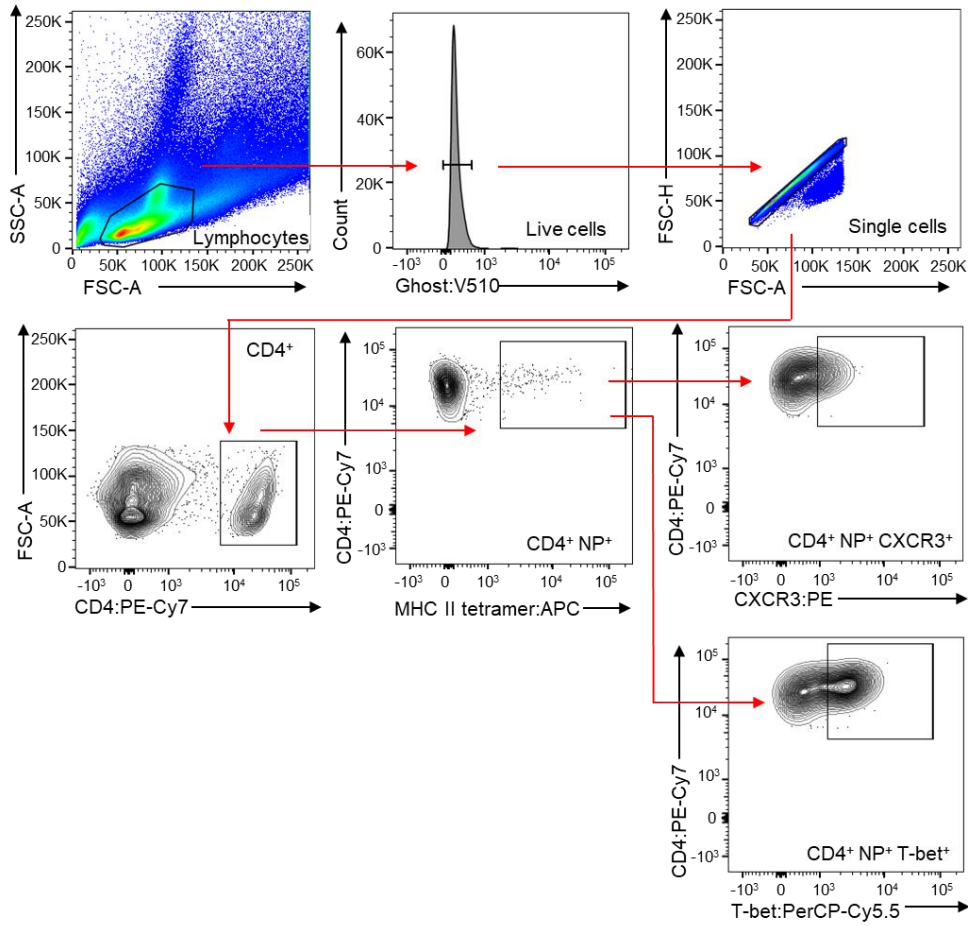 250K
200K
150K
100K
50K
0
SSC-A
Lymphocytes
0 50K 100K 150K 200K 250K
FSC-A
60K
40K
20K
0
Count
Live cells
-10³ 10³ 10⁴ 10⁵
Ghost:V510
250K
200K
150K
100K
50K
0
FSC-H
Single cells
0 50K 100K 150K 200K 250K
FSC-A
250K
200K
150K
100K
50K
0
FSC-A
CD4⁺
-10³ 0 10³ 10⁴ 10⁵
CD4:PE-Cy7
10⁵
10⁴
10³
0
-10³
CD4:PE-Cy7
CD4⁺ NP⁺
-10³ 0 10³ 10⁴ 10⁵
MHC II tetramer:APC
10⁵
10⁴
10³
0
-10³
CD4:PE-Cy7
CD4⁺ NP⁺ CXCR3⁺
-10³ 0 10³ 10⁴ 10⁵
CXCR3:PE
10⁵
10⁴
10³
0
-10³
CD4:PE-Cy7
CD4⁺ NP⁺ T-bet⁺
-10³ 0 10³ 10⁴ 10⁵
T-bet:PerCP-Cy5.5